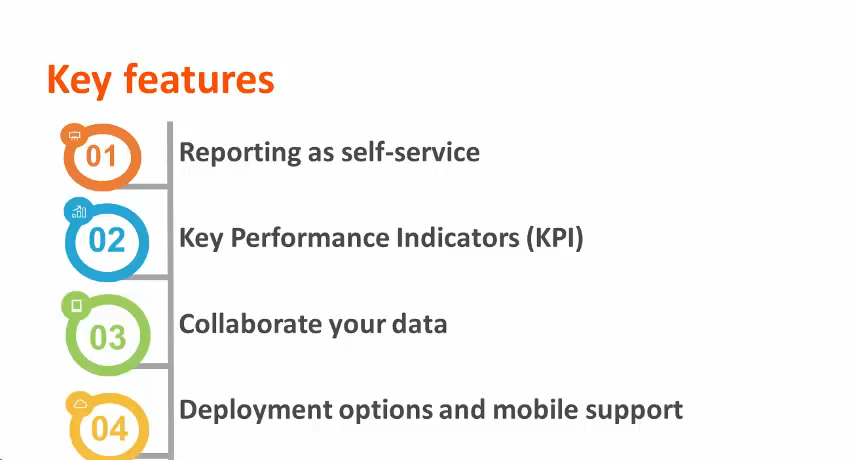 Key features
01
Reporting as self-service
02
Key Performance Indicators (KPI)
03
Collaborate your data
04
Deployment options and mobile support